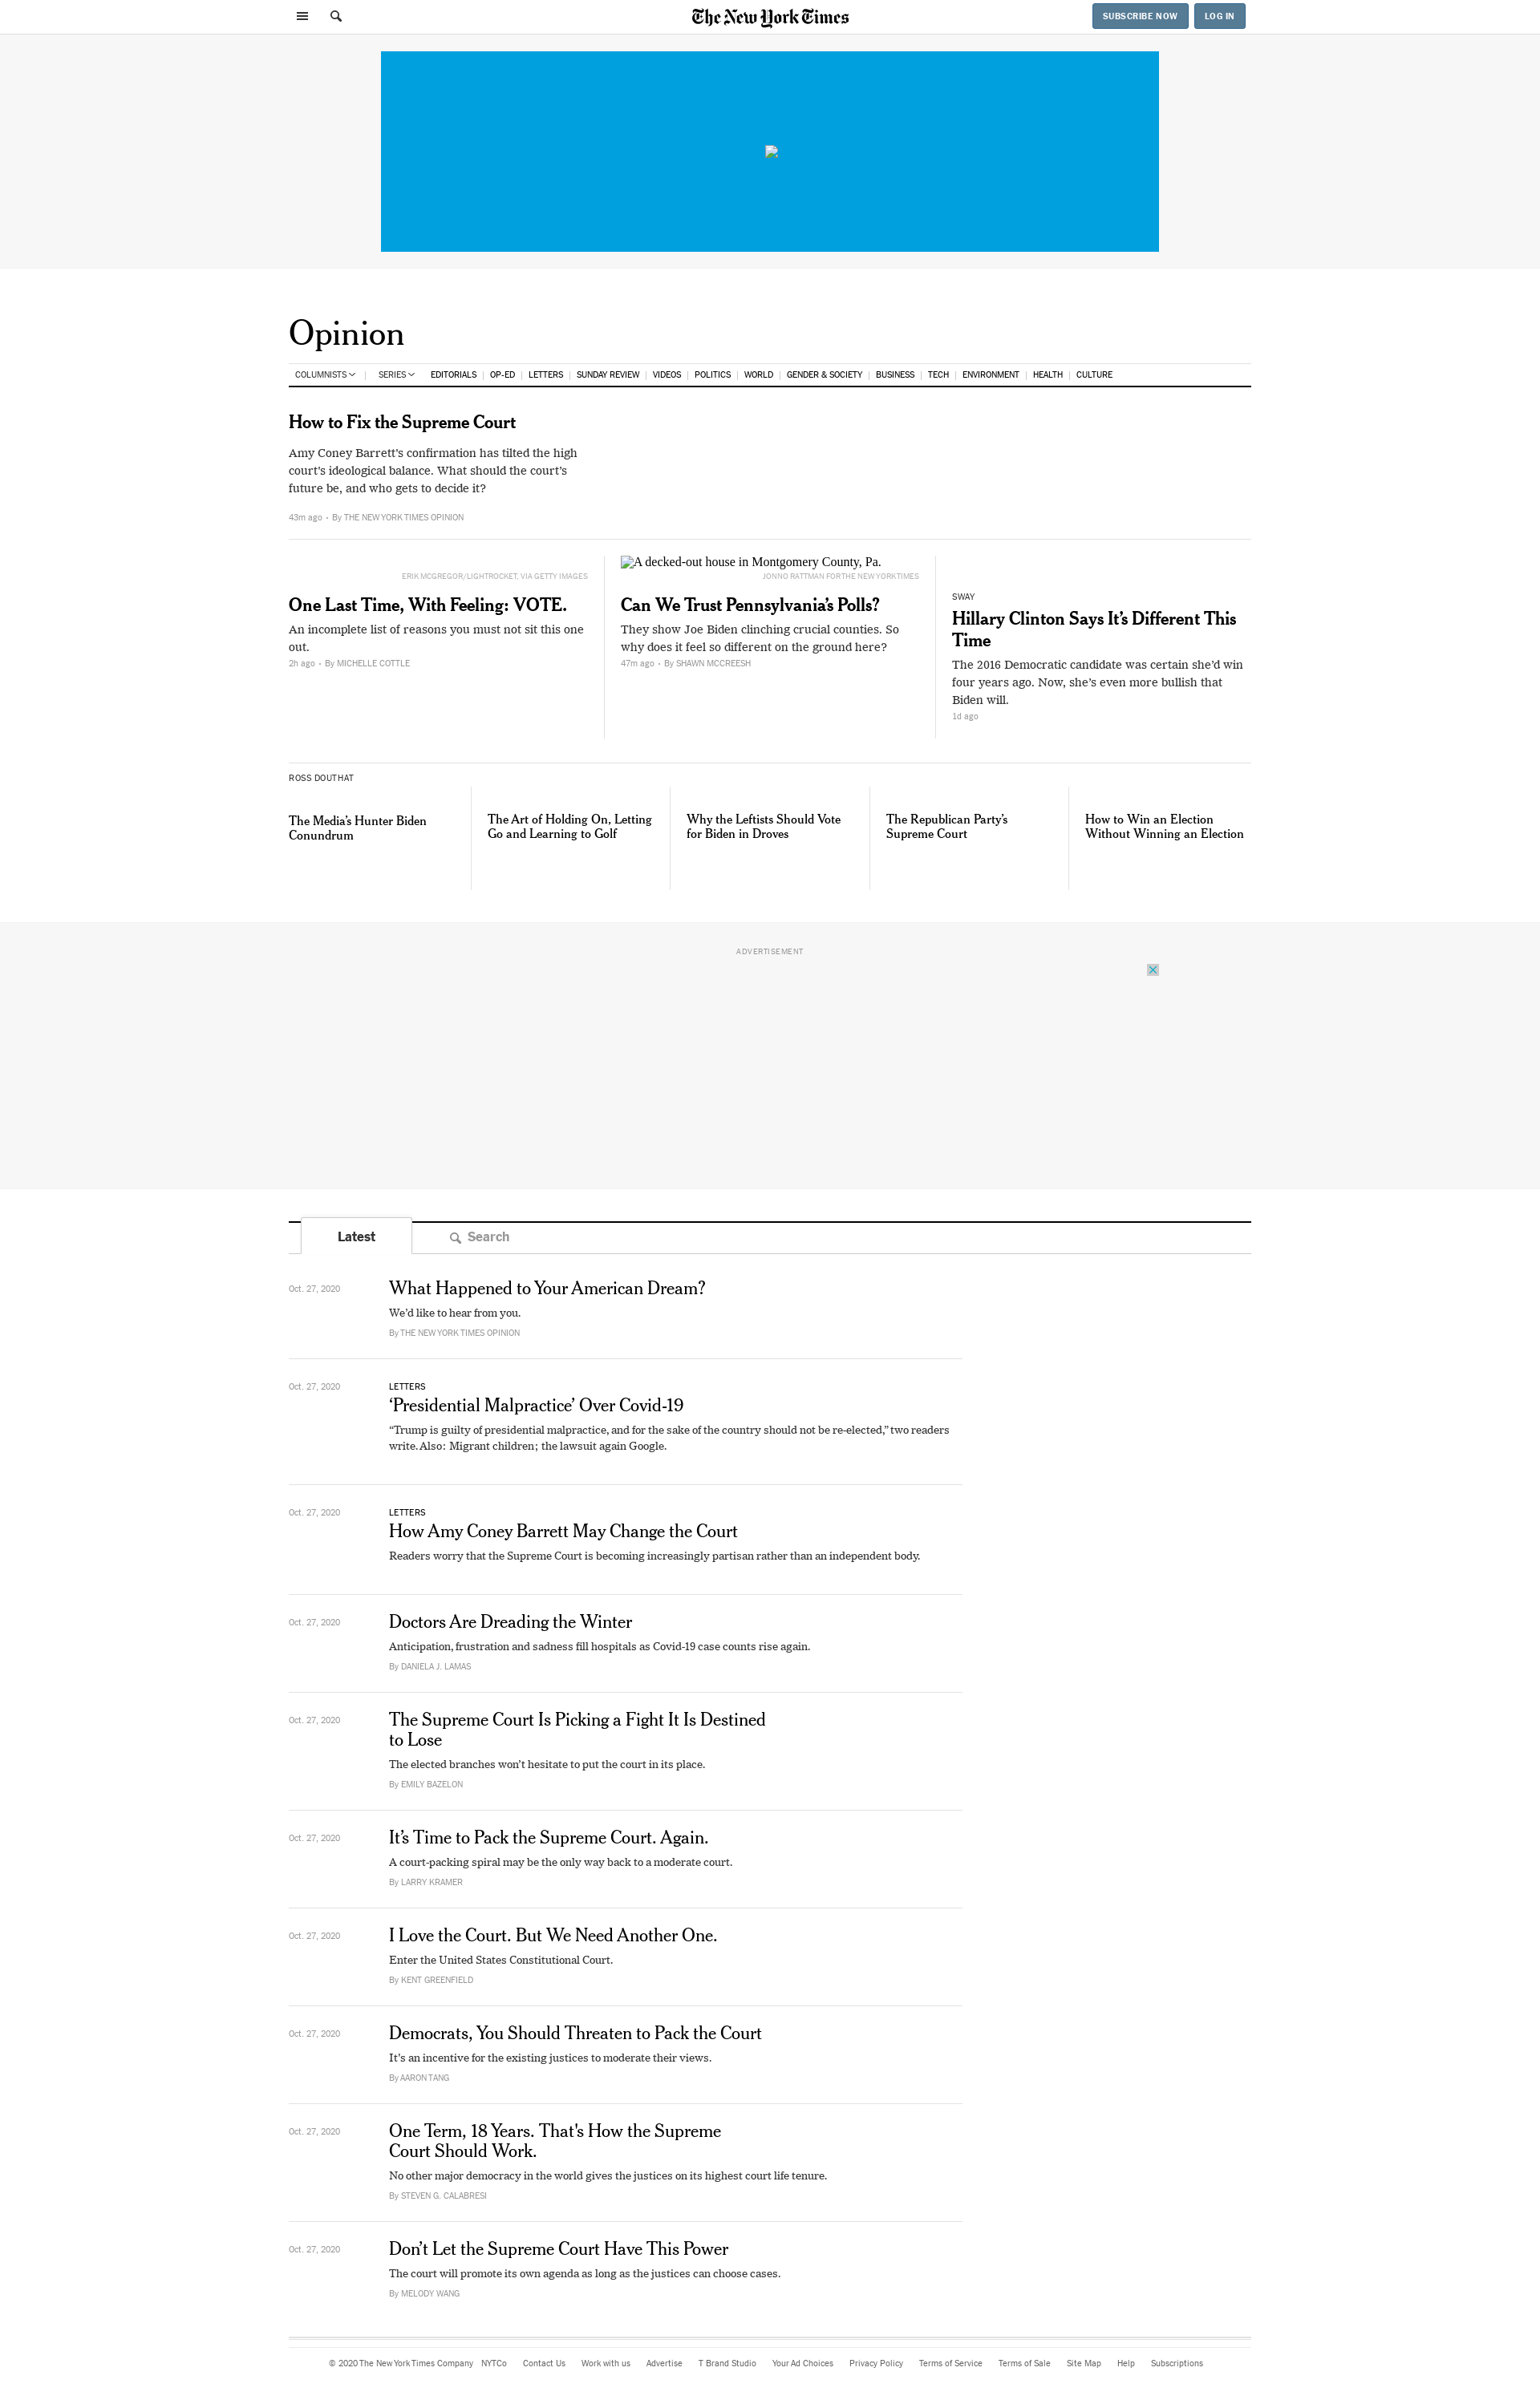 The New York Times
SUBSCRIBE NOW
LOG IN
Opinion
COLUMNISTS SERIES EDITORIALS OP-ED LETTERS SUNDAY REVIEW VIDEOS POLITICS WORLD GENDER & SOCIETY BUSINESS TECH ENVIRONMENT HEALTH CULTURE
How to Fix the Supreme Court
Amy Coney Barrett's confirmation has tilted the high
court's ideological balance. What should the court's
future be, and who gets to decide it?
43m ago • By THE NEW YORK TIMES OPINION
ERIK MCGREGOR/LIGHTROCKET, VIA GETTY IMAGES
One Last Time, With Feeling: VOTE.
An incomplete list of reasons you must not sit this one
out.
2h ago • By MICHELLE COTTLE
A decked-out house in Montgomery County, Pa.
JONNO RATTMAN FOR THE NEW YORK TIMES
Can We Trust Pennsylvania's Polls?
They show Joe Biden clinching crucial counties. So
why does it feel so different on the ground here?
47m ago • By SHAWN MCCREESH
SWAY
Hillary Clinton Says It's Different This
Time
The 2016 Democratic candidate was certain she'd win
four years ago. Now, she's even more bullish that
Biden will.
1d ago
ROSS DOUTHAT
The Media's Hunter Biden
Conundrum
The Art of Holding On, Letting
Go and Learning to Golf
Why the Leftists Should Vote
for Biden in Droves
The Republican Party's
Supreme Court
How to Win an Election
Without Winning an Election
ADVERTISEMENT
Latest
Search
Oct. 27, 2020
What Happened to Your American Dream?
We'd like to hear from you.
By THE NEW YORK TIMES OPINION
Oct. 27, 2020
LETTERS
‘Presidential Malpractice’ Over Covid-19
“Trump is guilty of presidential malpractice, and for the sake of the country should not be re-elected,” two readers
write. Also: Migrant children; the lawsuit again Google.
Oct. 27, 2020
LETTERS
How Amy Coney Barrett May Change the Court
Readers worry that the Supreme Court is becoming increasingly partisan rather than an independent body.
Oct. 27, 2020
Doctors Are Dreading the Winter
Anticipation, frustration and sadness fill hospitals as Covid-19 case counts rise again.
By DANIELA J. LAMAS
Oct. 27, 2020
The Supreme Court Is Picking a Fight It Is Destined
to Lose
The elected branches won't hesitate to put the court in its place.
By EMILY BAZELON
Oct. 27, 2020
It's Time to Pack the Supreme Court. Again.
A court-packing spiral may be the only way back to a moderate court.
By LARRY KRAMER
Oct. 27, 2020
I Love the Court. But We Need Another One.
Enter the United States Constitutional Court.
By KENT GREENFIELD
Oct. 27, 2020
Democrats, You Should Threaten to Pack the Court
It's an incentive for the existing justices to moderate their views.
By AARON TANG
Oct. 27, 2020
One Term, 18 Years. That's How the Supreme
Court Should Work.
No other major democracy in the world gives the justices on its highest court life tenure.
By STEVEN G. CALABRESI
Oct. 27, 2020
Don't Let the Supreme Court Have This Power
The court will promote its own agenda as long as the justices can choose cases.
By MELODY WANG
© 2020 The New York Times Company NYTCo Contact Us Work with us Advertise T Brand Studio Your Ad Choices Privacy Policy Terms of Service Terms of Sale Site Map Help Subscriptions